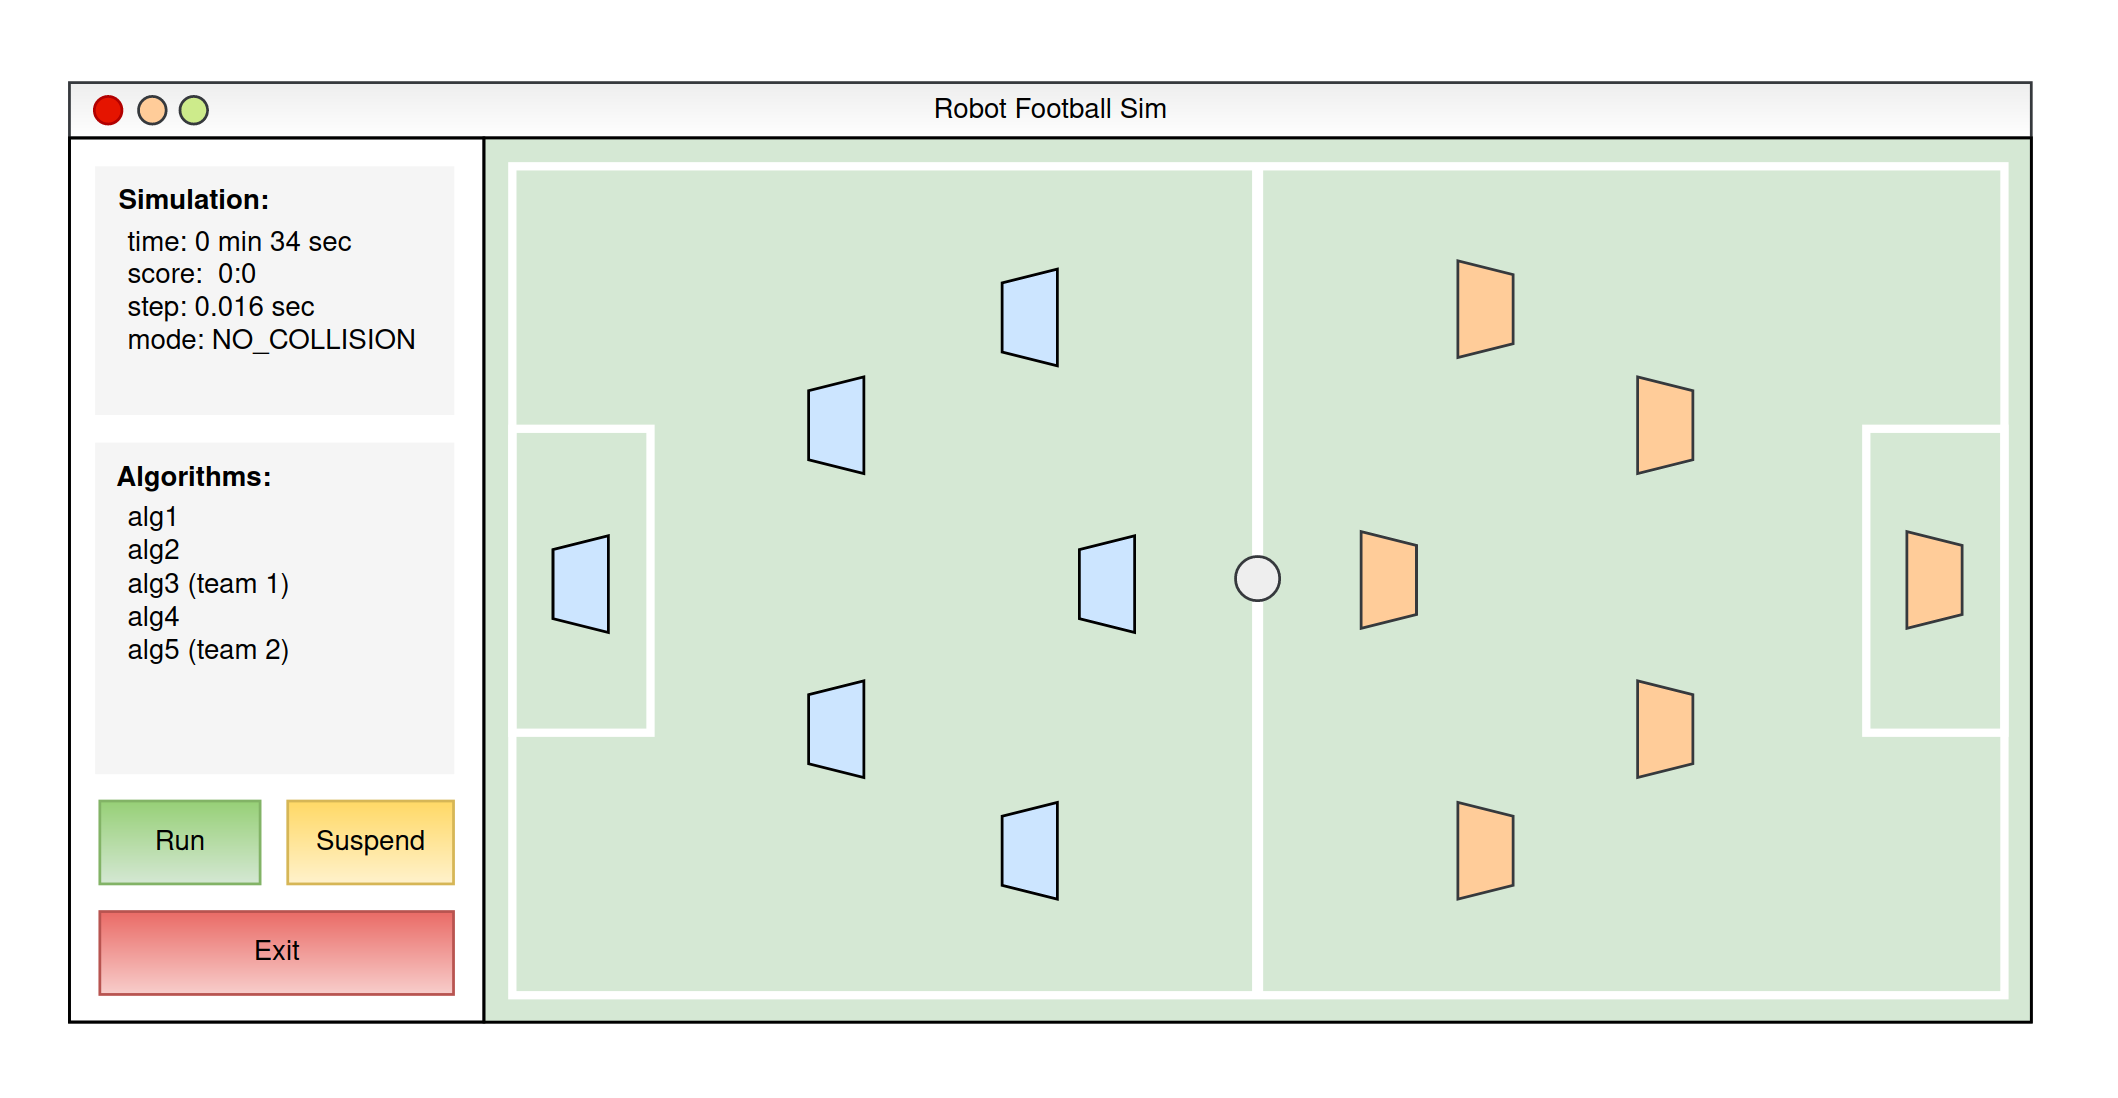 Robot Football Sim
Simulation:
time: 0 min 34 sec
score:  0:0
step: 0.016 sec
mode: NO_COLLISION
Algorithms:
alg1
alg2
alg3 (team 1)
alg4
alg5 (team 2)
Run
Suspend
Exit